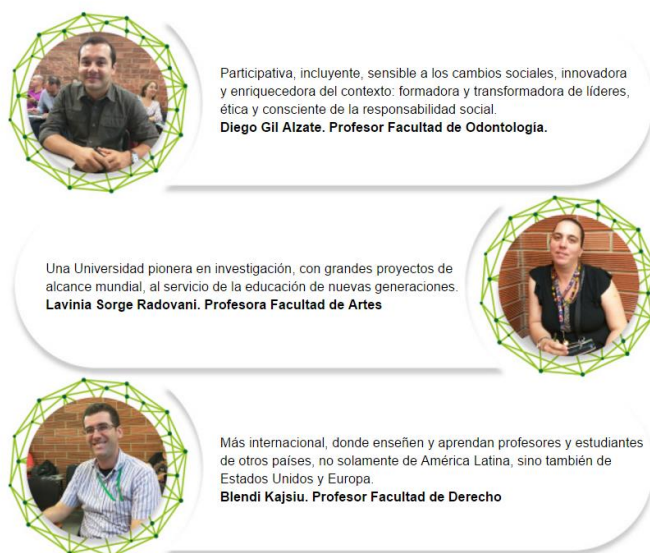 Participativa, incluyente, sensible a los cambios sociales, innovadora
y enriquecedora del contexto: formadora y transformadora de líderes,
ética y consciente de la responsabilidad social.
Diego Gil Alzate. Profesor Facultad de Odontología.
Una Universidad pionera en investigación, con grandes proyectos de
alcance mundial, al servicio de la educación de nuevas generaciones.
Lavinia Sorge Radovani. Profesora Facultad de Artes
Más internacional, donde enseñen y aprendan profesores y estudiantes
de otros países, no solamente de América Latina, sino también de
Estados Unidos y Europa.
Blendi Kajsiu. Profesor Facultad de Derecho